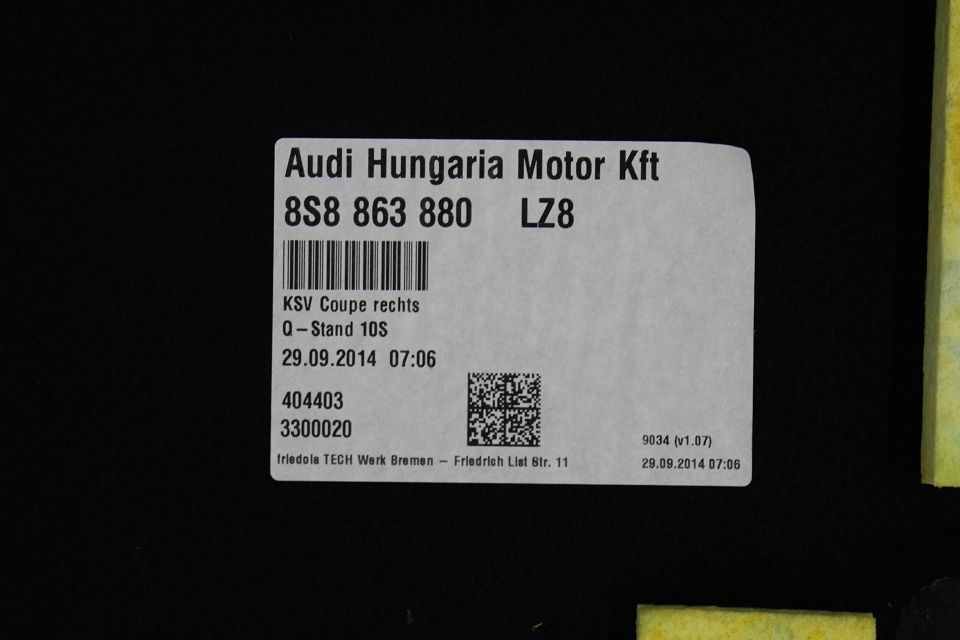 Audi Hungaria Motor Kft
8S8 863 880 LZ8
KSV Coupe rechts
Q-Stand 10S
29.09.2014 07:06
404403
3300020
9034 (v1.07)
friedola TECH Werk Bremen - Friedrich List Str. 11
29.09.2014 07:06